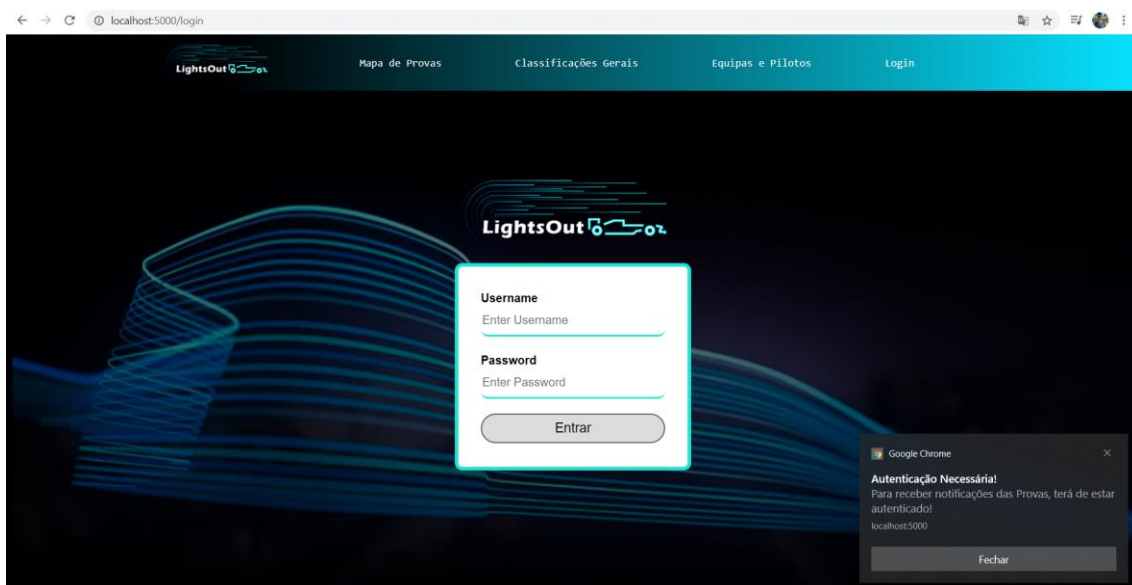 localhost:5000/login
LightsOut
Mapa de Provas
Classificações Gerais
Equipas e Pilotos
Login
LightsOut
Username
Enter Username
Password
Enter Password
Entrar
Google Chrome
Autenticação Necessária!
Para receber notificações das Provas, terá de estar
autenticado!
localhost:5000
Fechar